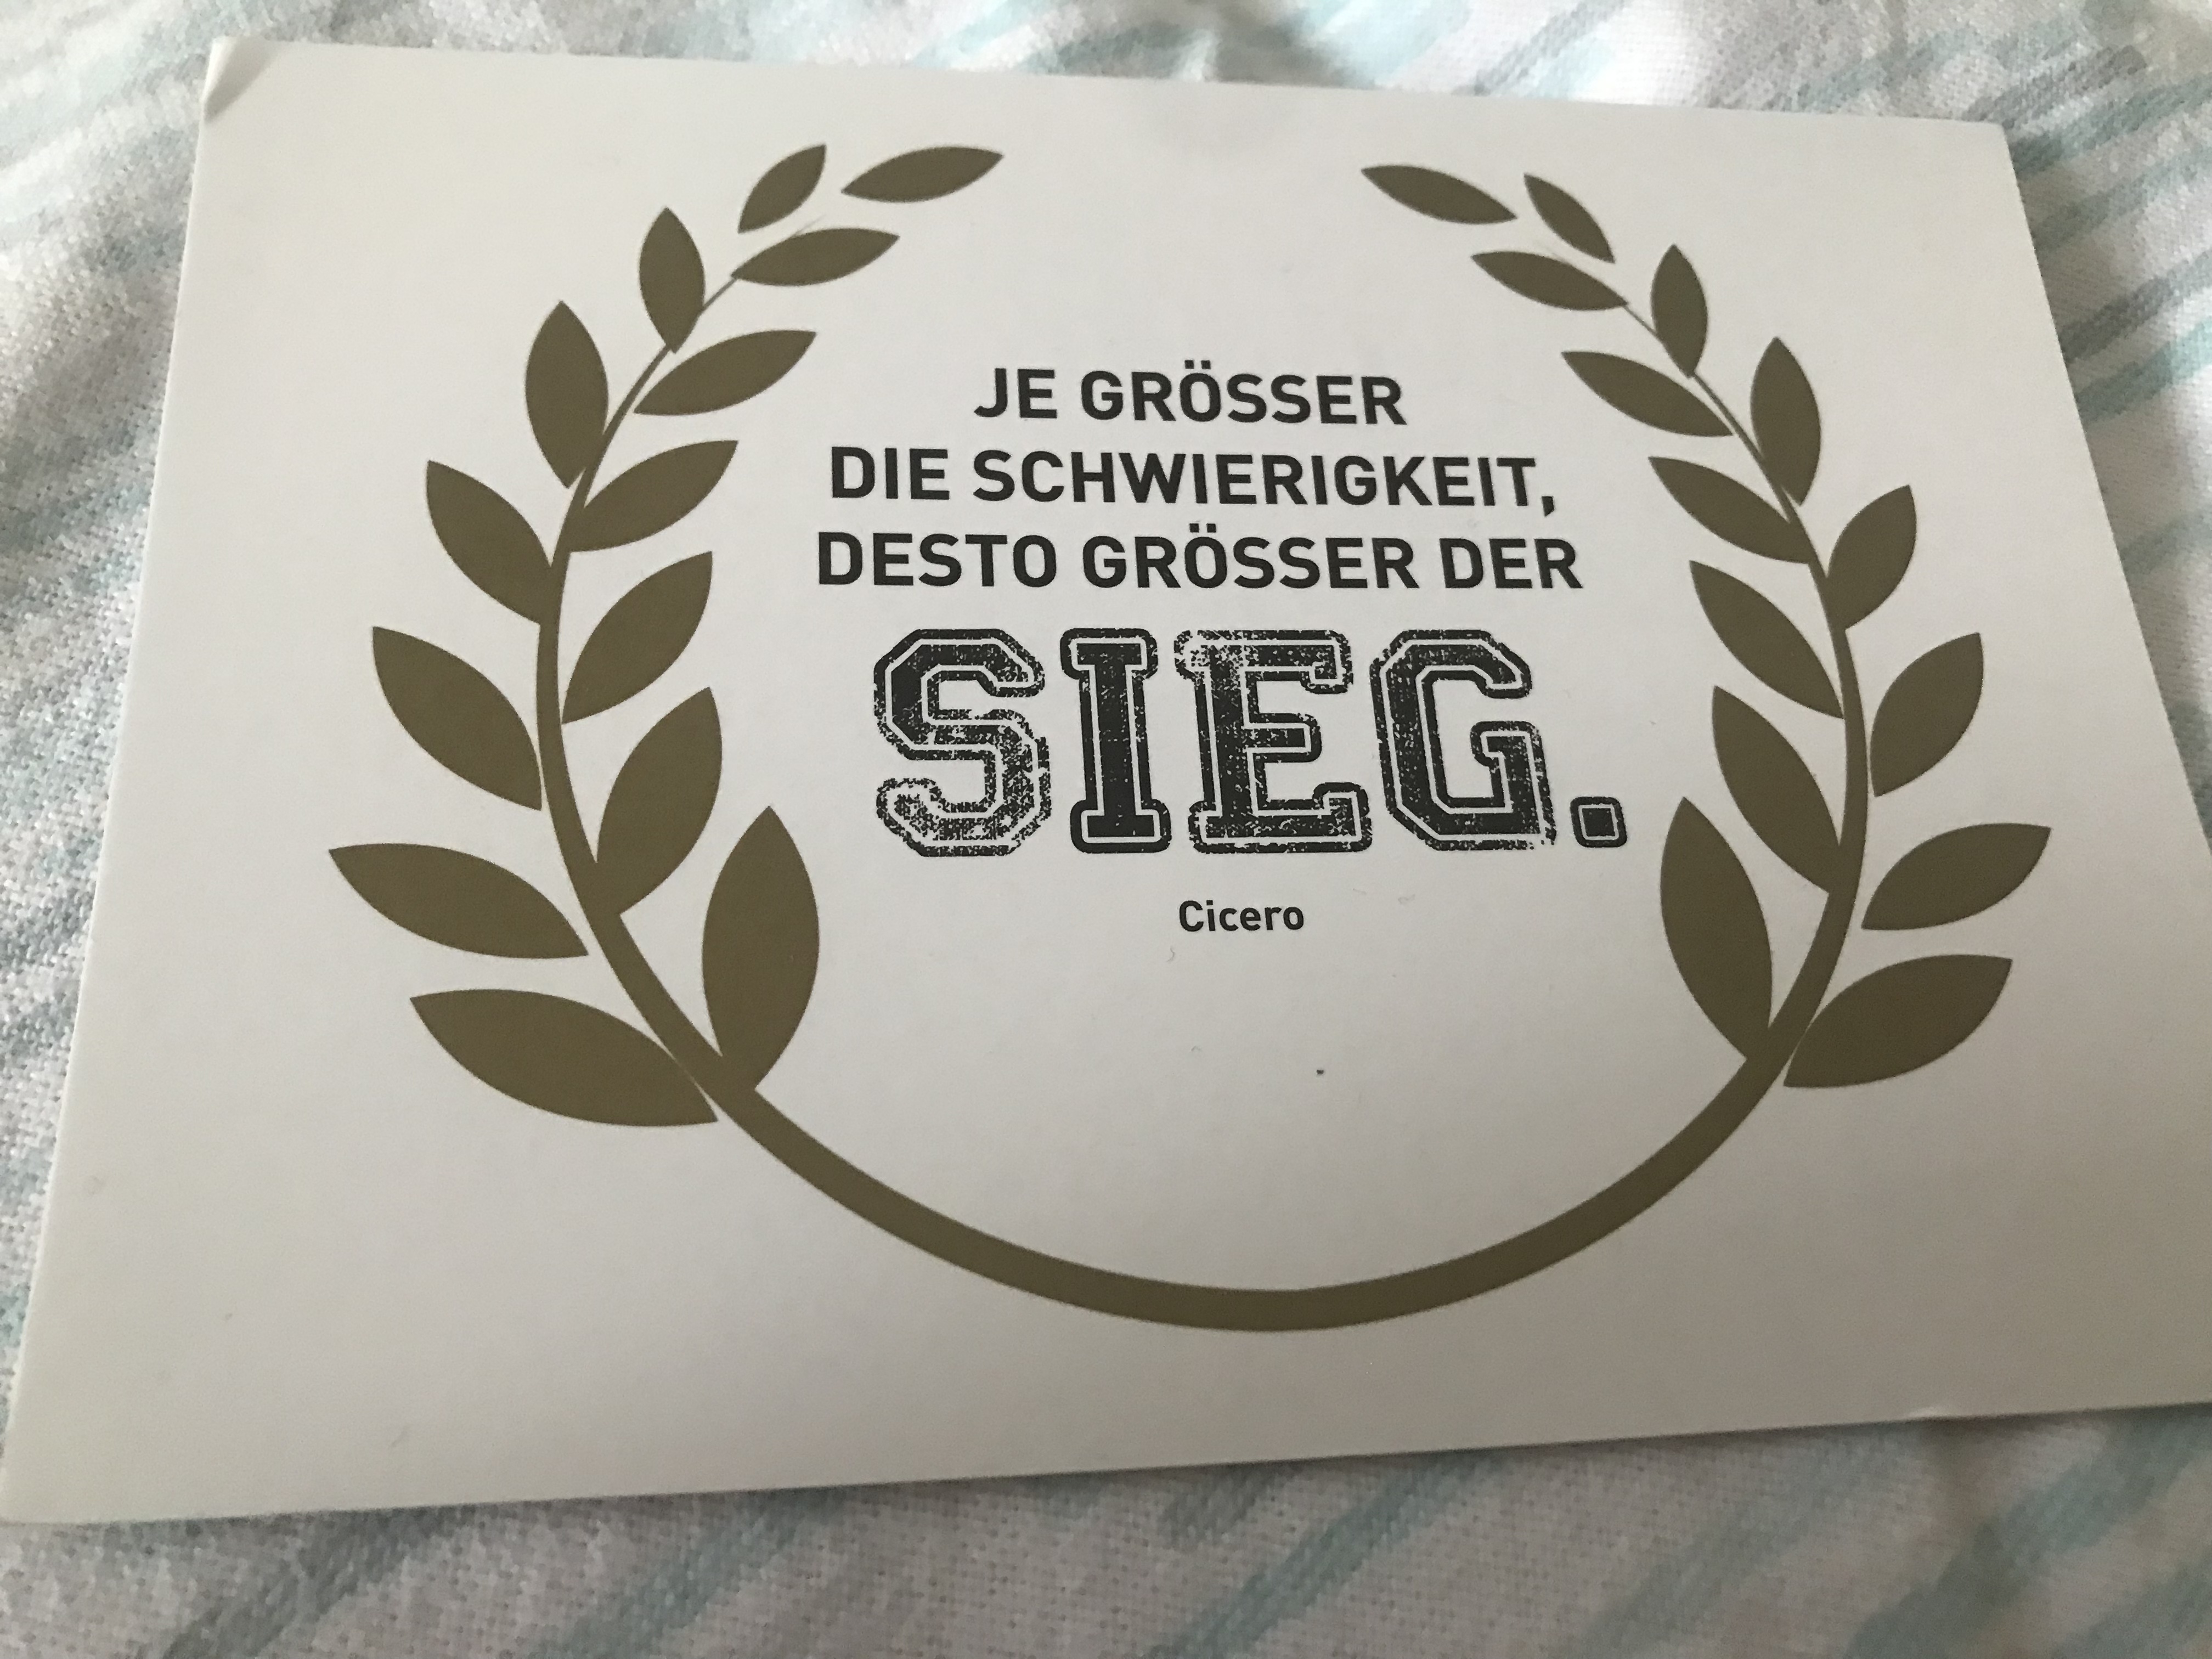 JE GRÖSSER
DIE SCHWIERIGKEIT,
DESTO GRÖSSER DER
SIEG.
Cicero